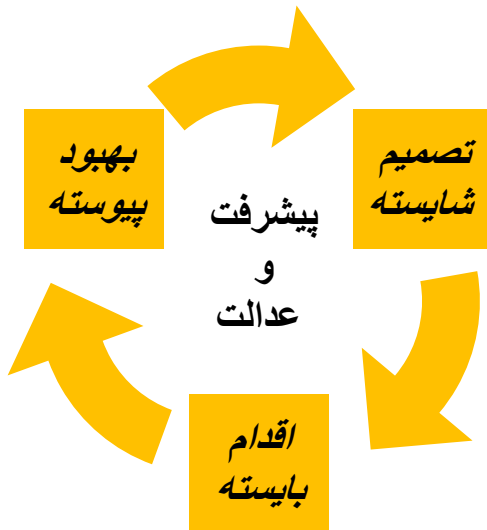 تصمیم
شایسته
بهبود
پیوسته
پیشرفت
و
عدالت
اقدام
بایسته